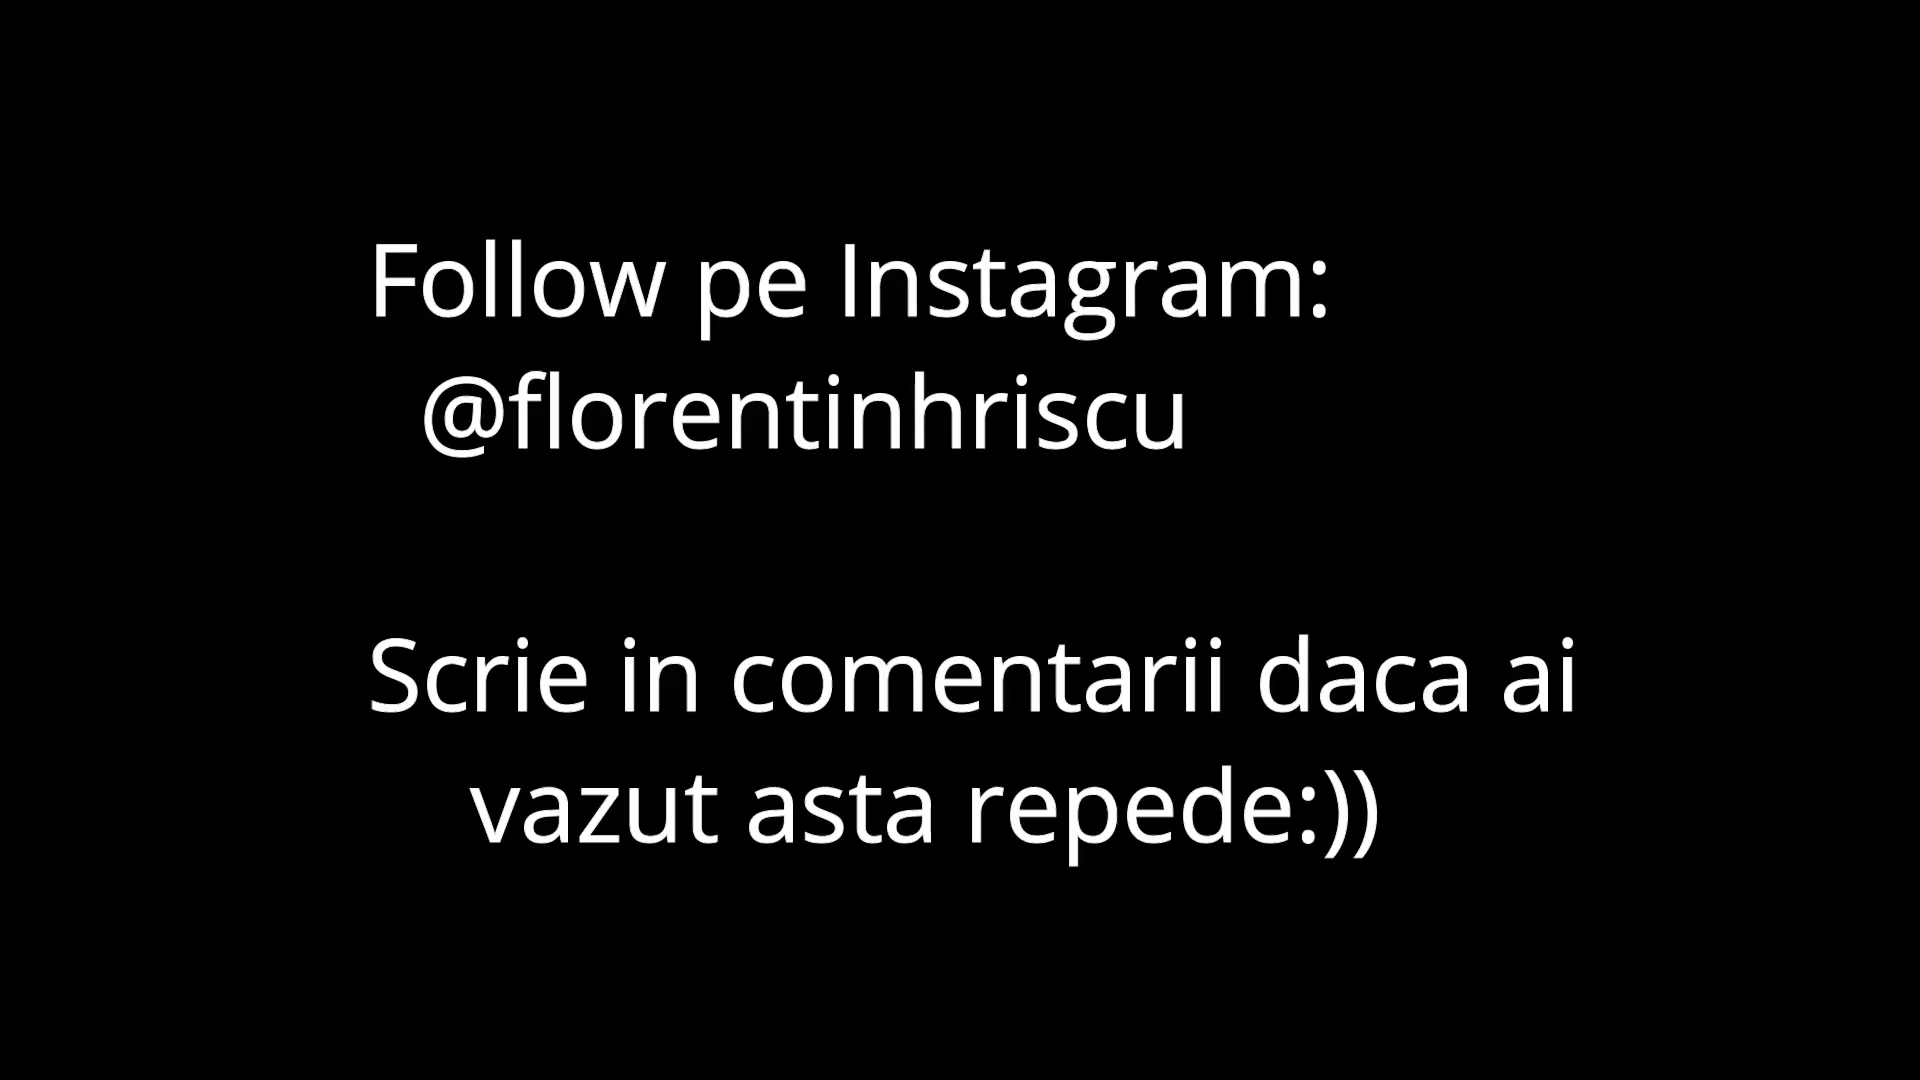 Follow pe Instagram:
@florentinhriscu
Scrie in comentarii daca ai
vazut asta repede:))